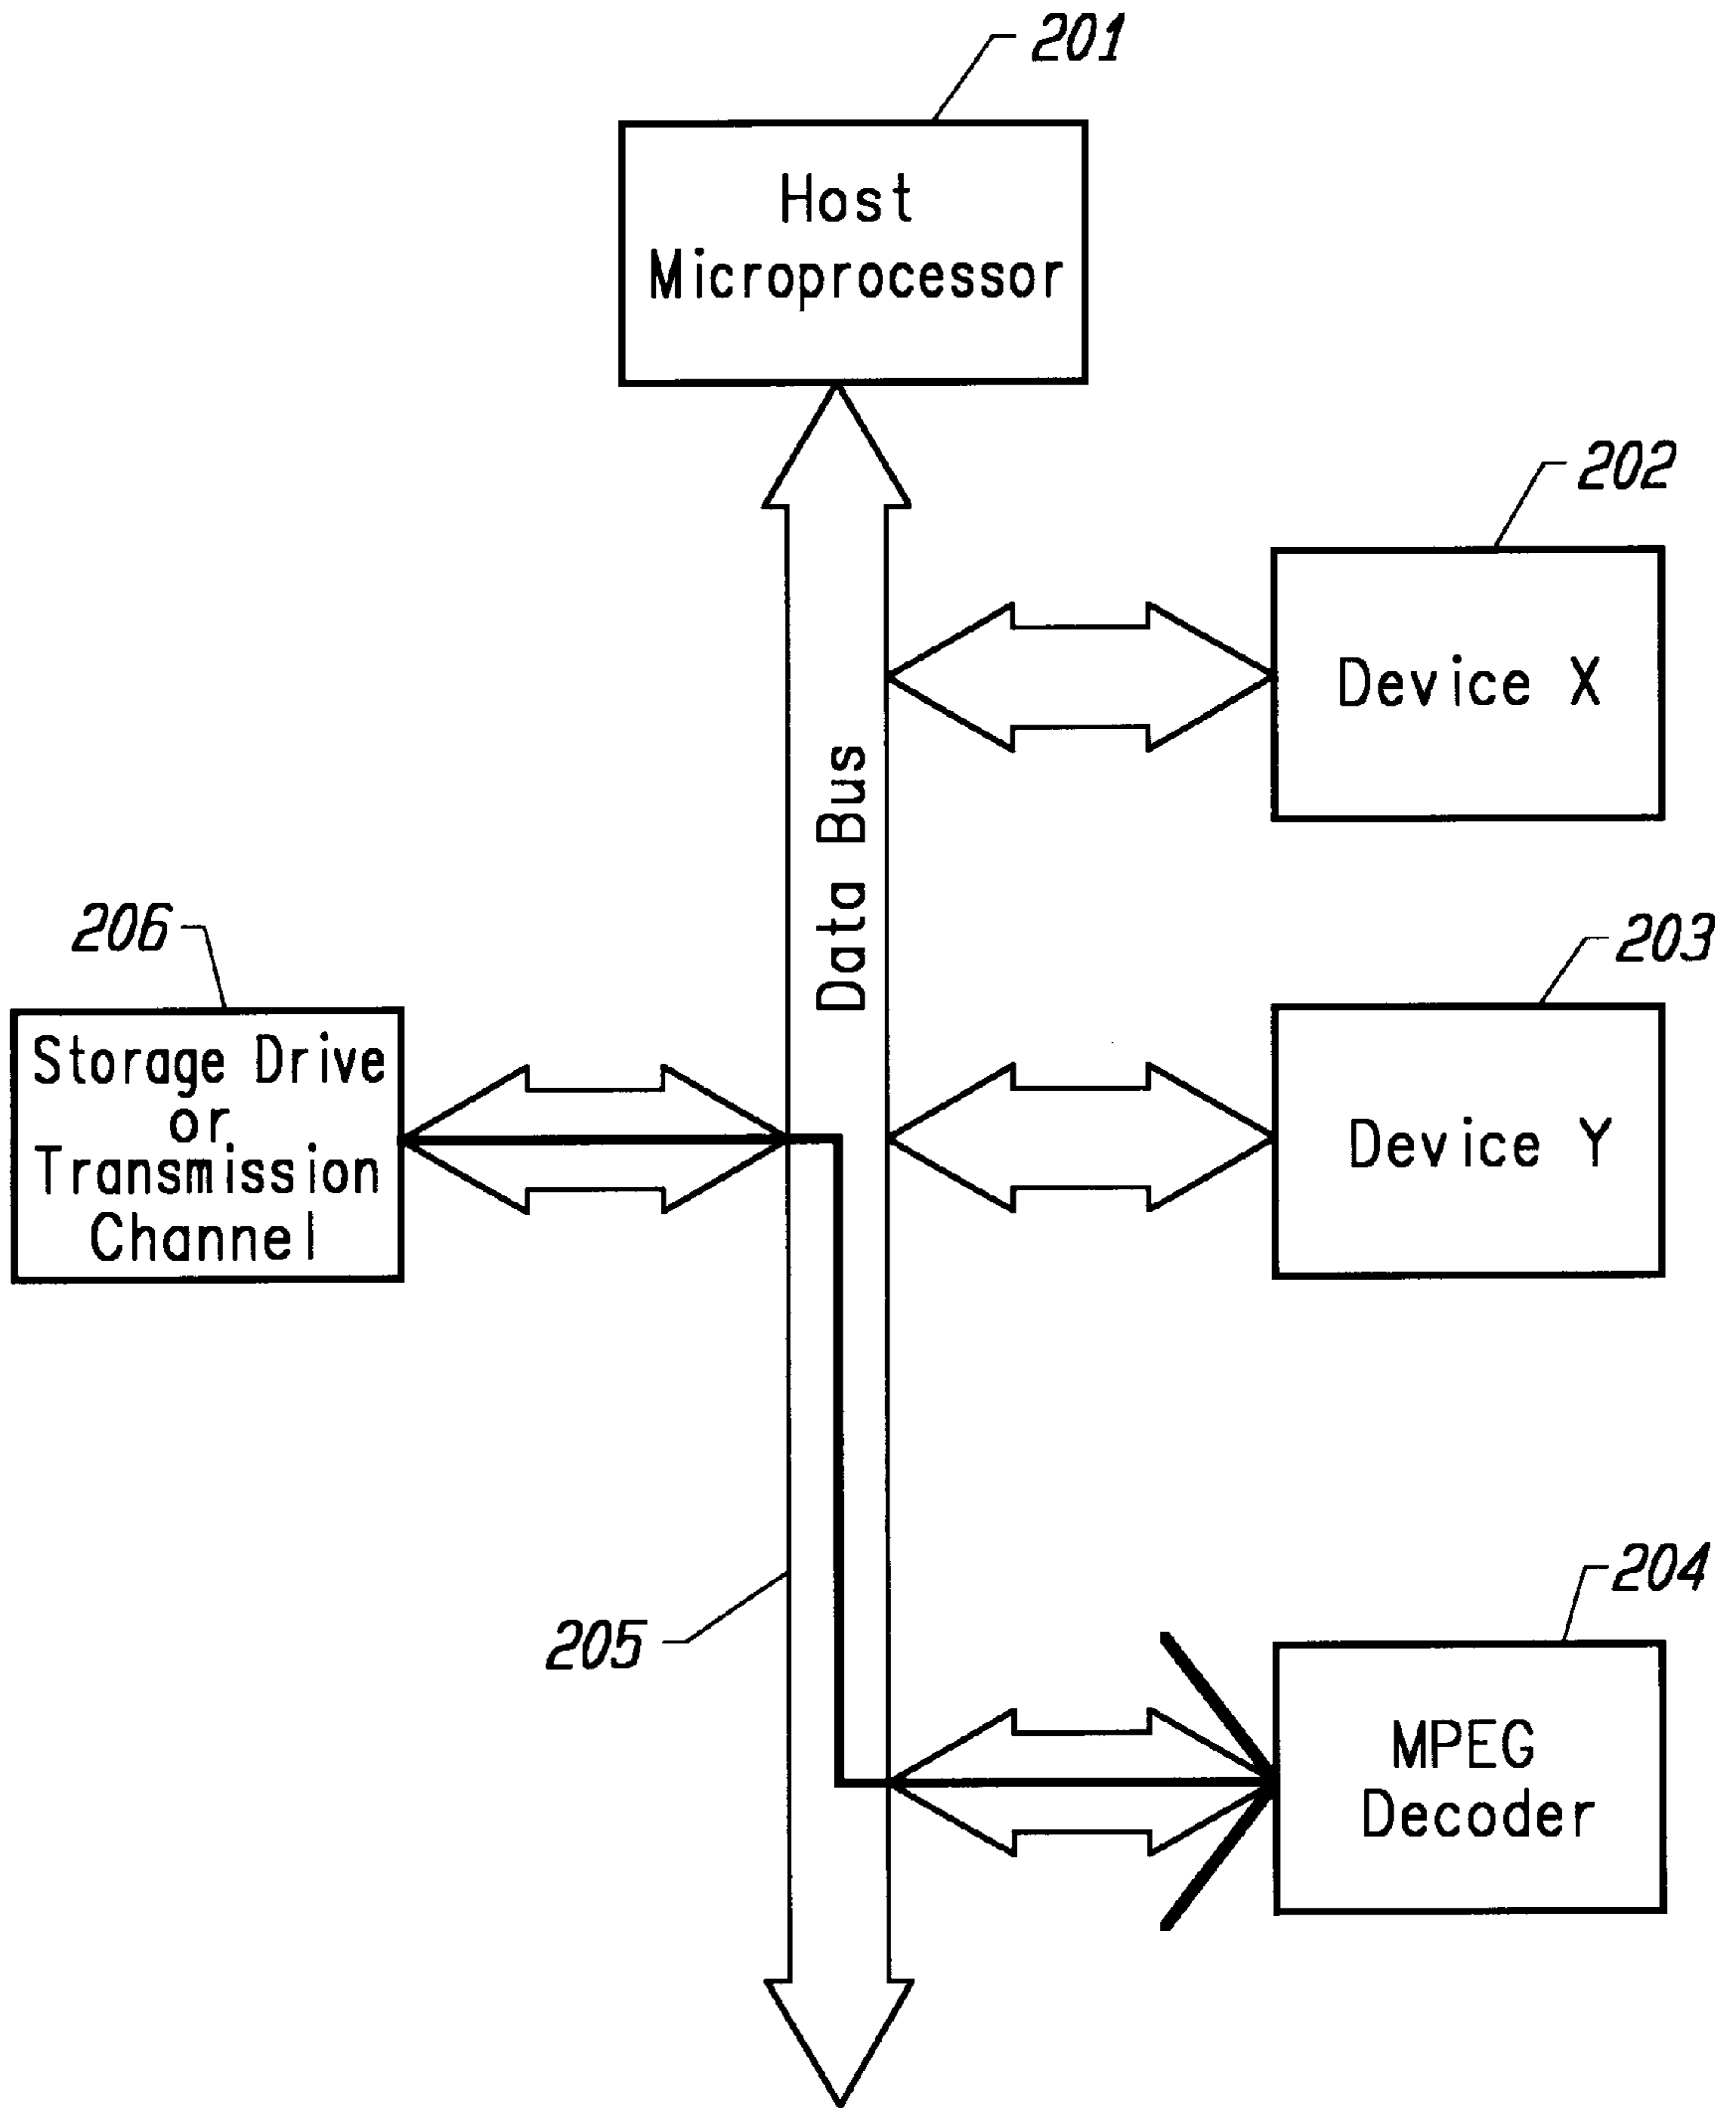 201
Host
Microprocessor
202
Device X
Data Bus
206
Storage Drive
or
Transmission
Channel
203
Device Y
205
204
MPEG
Decoder